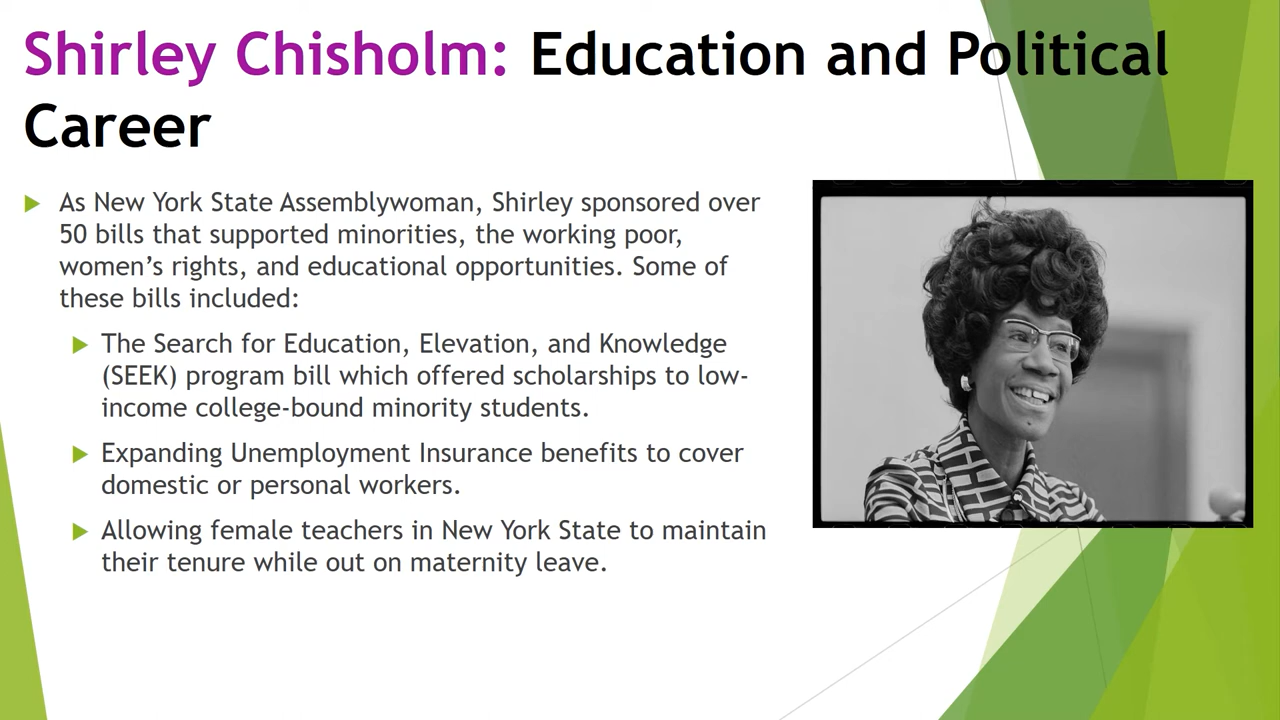 Shirley Chisholm: Education and Political
Career
As New York State Assemblywoman, Shirley sponsored over
50 bills that supported minorities, the working poor,
women’s rights, and educational opportunities. Some of
these bills included:
The Search for Education, Elevation, and Knowledge
(SEEK) program bill which offered scholarships to low-
income college-bound minority students.
Expanding Unemployment Insurance benefits to cover
domestic or personal workers.
Allowing female teachers in New York State to maintain
their tenure while out on maternity leave.